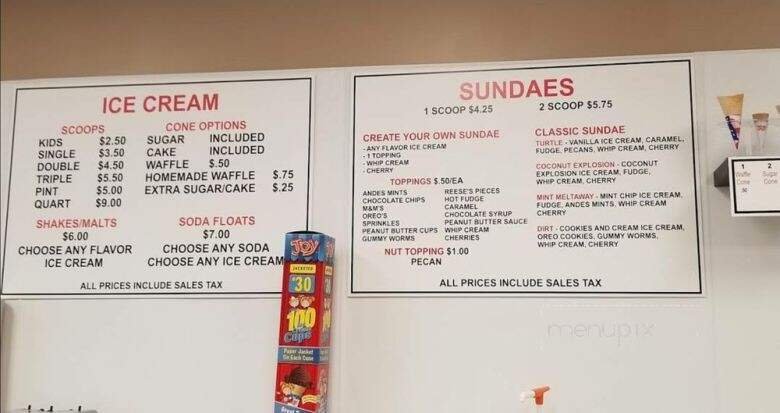 ICE CREAM
SCOOPS
KIDS $2.50
SINGLE $3.50
DOUBLE $4.50
TRIPLE $5.50
PINT $5.00
QUART $9.00
CONE OPTIONS
SUGAR INCLUDED
CAKE INCLUDED
WAFFLE $.50
HOMEMADE WAFFLE $.75
EXTRA SUGAR/CAKE $.25
SHAKES/MALTS
$6.00
CHOOSE ANY FLAVOR
ICE CREAM
SODA FLOATS
$7.00
CHOOSE ANY SODA
CHOOSE ANY ICE CREAM
ALL PRICES INCLUDE SALES TAX
SUNDAES
1 SCOOP $4.25 2 SCOOP $5.75
CREATE YOUR OWN SUNDAE
- ANY FLAVOR ICE CREAM
- 1 TOPPING
- WHIP CREAM
- CHERRY
TOPPINGS $.50/EA
ANDES MINTS
CHOCOLATE CHIPS
M&M'S
OREO'S
SPRINKLES
PEANUT BUTTER CUPS
GUMMY WORMS
REESE'S PIECES
HOT FUDGE
CARAMEL
CHOCOLATE SYRUP
PEANUT BUTTER SAUCE
WHIP CREAM
CHERRIES
NUT TOPPING $1.00
PECAN
CLASSIC SUNDAE
TURTLE - VANILLA ICE CREAM, CARAMEL,
FUDGE, PECANS, WHIP CREAM, CHERRY
COCONUT EXPLOSION - COCONUT
EXPLOSION ICE CREAM, FUDGE,
WHIP CREAM, CHERRY
MINT MELTAWAY - MINT CHIP ICE CREAM,
FUDGE, ANDES MINTS, WHIP CREAM
CHERRY
DIRT - COOKIES AND CREAM ICE CREAM,
OREO COOKIES, GUMMY WORMS,
WHIP CREAM, CHERRY
ALL PRICES INCLUDE SALES TAX
1 2
Waffle Sugar
Cone Cone
JOY
JACKETED
#30
30
100
Cups
Paper Jacket
On Each Cone
menupix